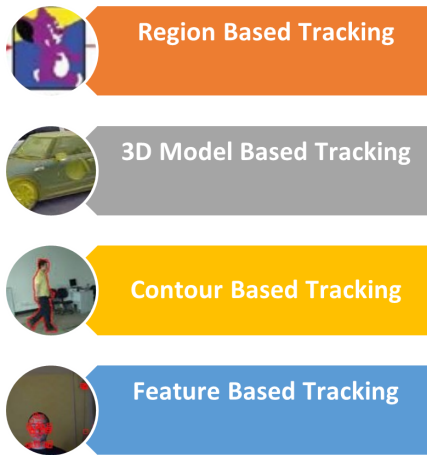 Region Based Tracking
3D Model Based Tracking
Contour Based Tracking
Feature Based Tracking